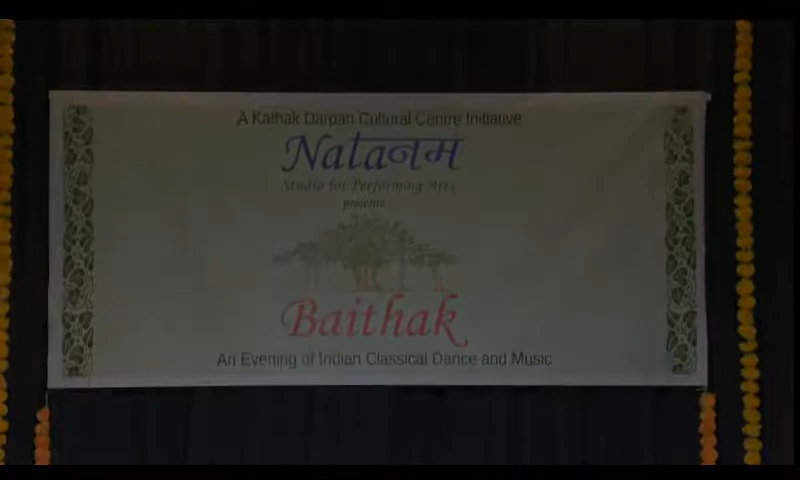 A Kathak Darpan Cultural Centre Initiative
Nataनम
Studio for Performing Arts
presents
Baithak
An Evening of Indian Classical Dance and Music